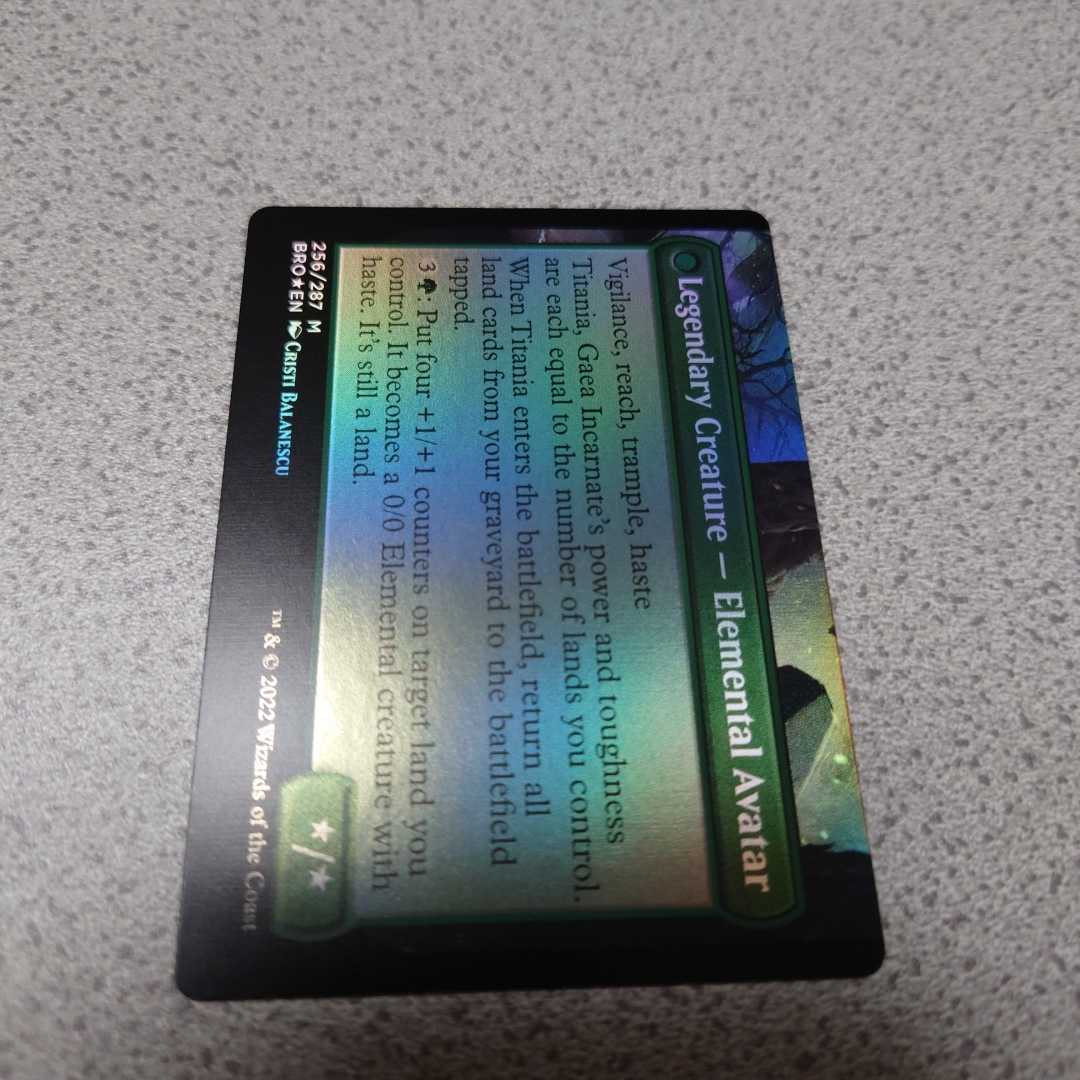 Legendary Creature — Elemental Avatar
Vigilance, reach, trample, haste
Titania, Gaea Incarnate's power and toughness
are each equal to the number of lands you control.
When Titania enters the battlefield, return all
land cards from your graveyard to the battlefield
tapped.
3: Put four +1/+1 counters on target land you
control. It becomes a 0/0 Elemental creature with
haste. It's still a land.
★/★
256/287 M
BRO★EN Cristi Balanescu
™ & © 2022 Wizards of the Coast